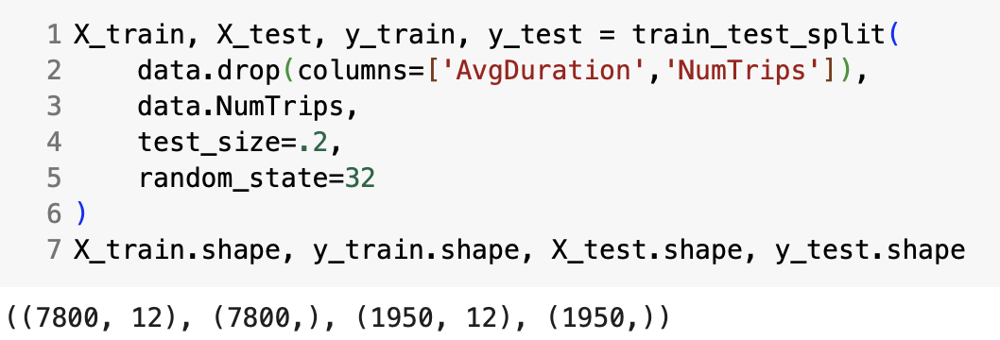 1 X_train, X_test, y_train, y_test = train_test_split(
2     data.drop(columns=['AvgDuration','NumTrips']),
3     data.NumTrips,
4     test_size=.2,
5     random_state=32
6 )
7 X_train.shape, y_train.shape, X_test.shape, y_test.shape
((7800, 12), (7800,), (1950, 12), (1950,))